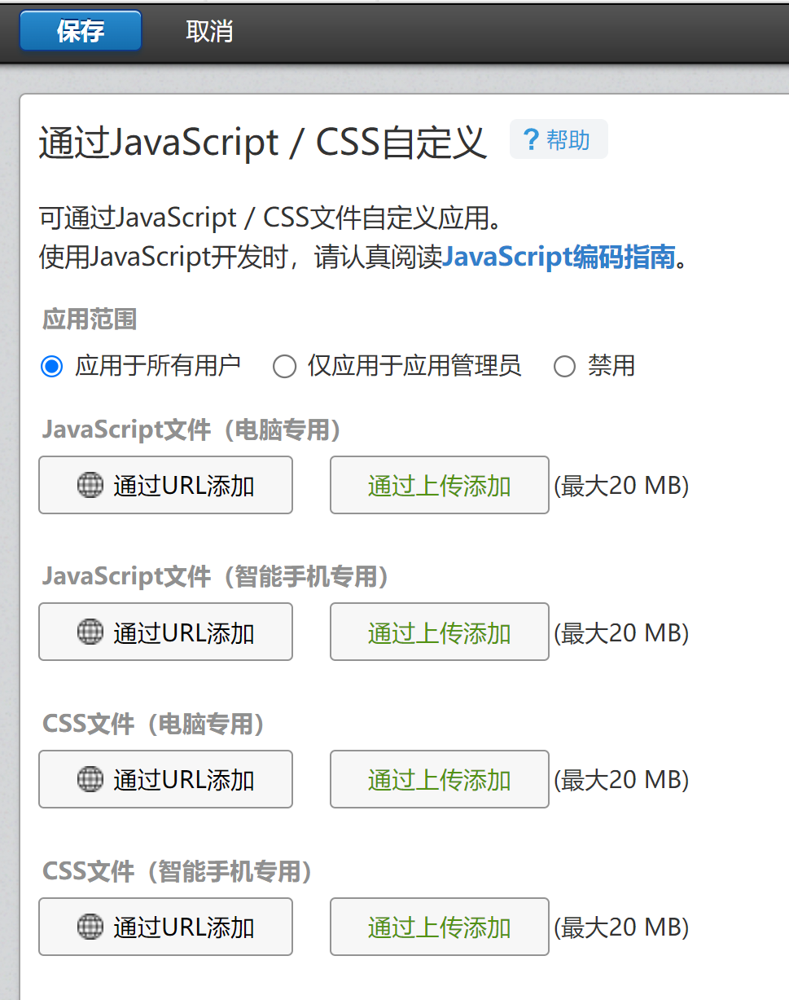 保存 取消
通过JavaScript / CSS自定义 ? 帮助
可通过JavaScript / CSS文件自定义应用。
使用JavaScript开发时，请认真阅读JavaScript编码指南。
应用范围
应用于所有用户 仅应用于应用管理员 禁用
JavaScript文件（电脑专用）
通过URL添加 通过上传添加 (最大20 MB)
JavaScript文件（智能手机专用）
通过URL添加 通过上传添加 (最大20 MB)
CSS文件（电脑专用）
通过URL添加 通过上传添加 (最大20 MB)
CSS文件（智能手机专用）
通过URL添加 通过上传添加 (最大20 MB)